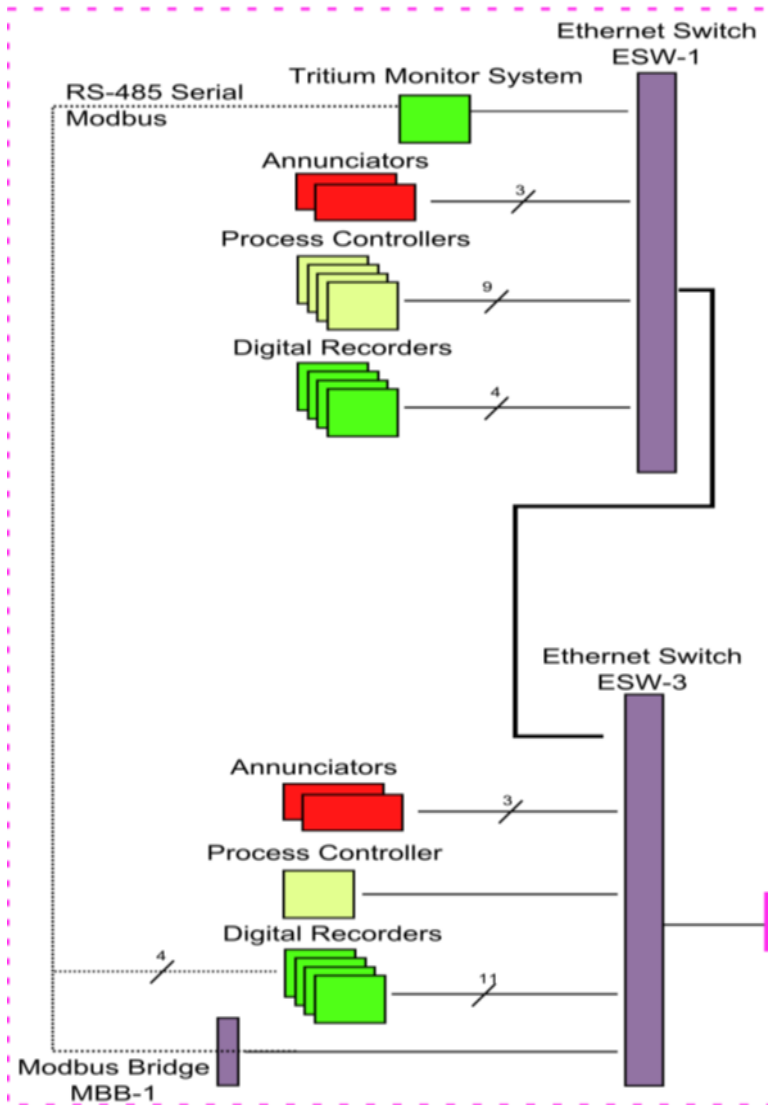 Ethernet Switch
ESW-1
Tritium Monitor System
RS-485 Serial
Modbus
Annunciators
3
Process Controllers
9
Digital Recorders
4
Ethernet Switch
ESW-3
Annunciators
3
Process Controller
Digital Recorders
4
11
Modbus Bridge
MBB-1